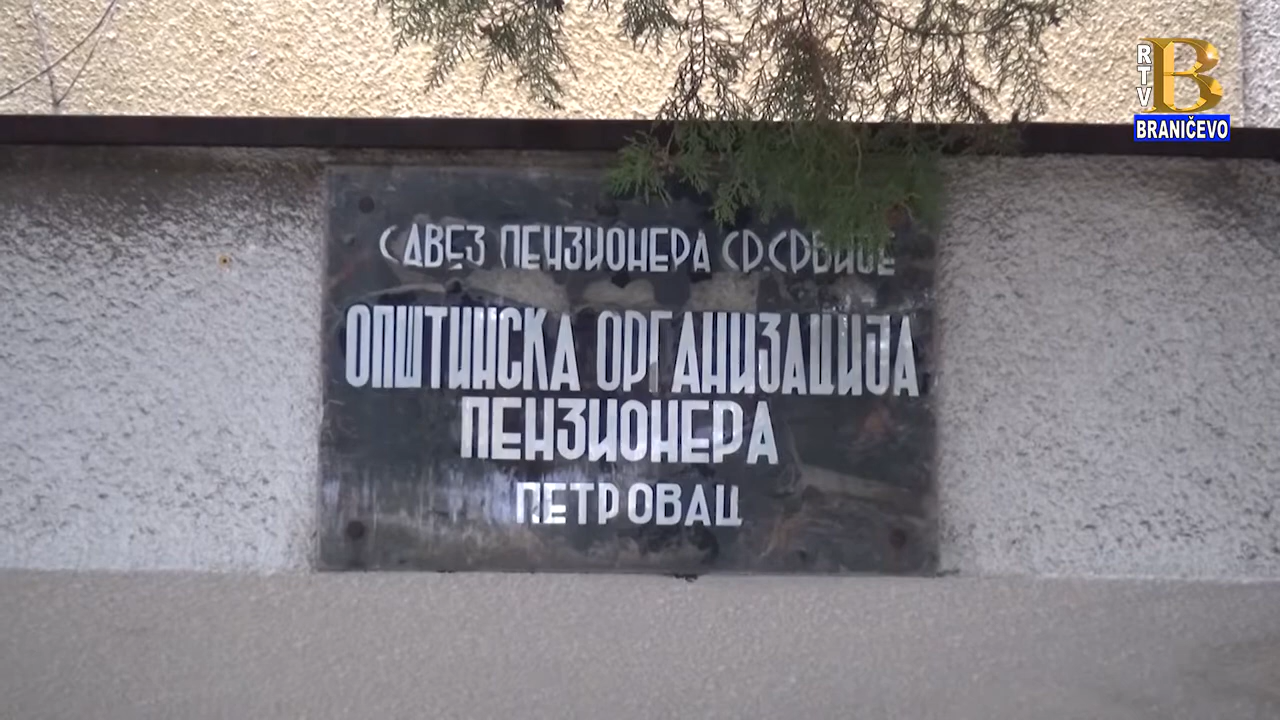 САВЕЗ ПЕНЗИОНЕРА СР.СРБИЈЕ
ОПШТИНСКА ОРГАНИЗАЦИЈА
ПЕНЗИОНЕРА
ПЕТРОВАЦ
RTV B
BRANIČEVO